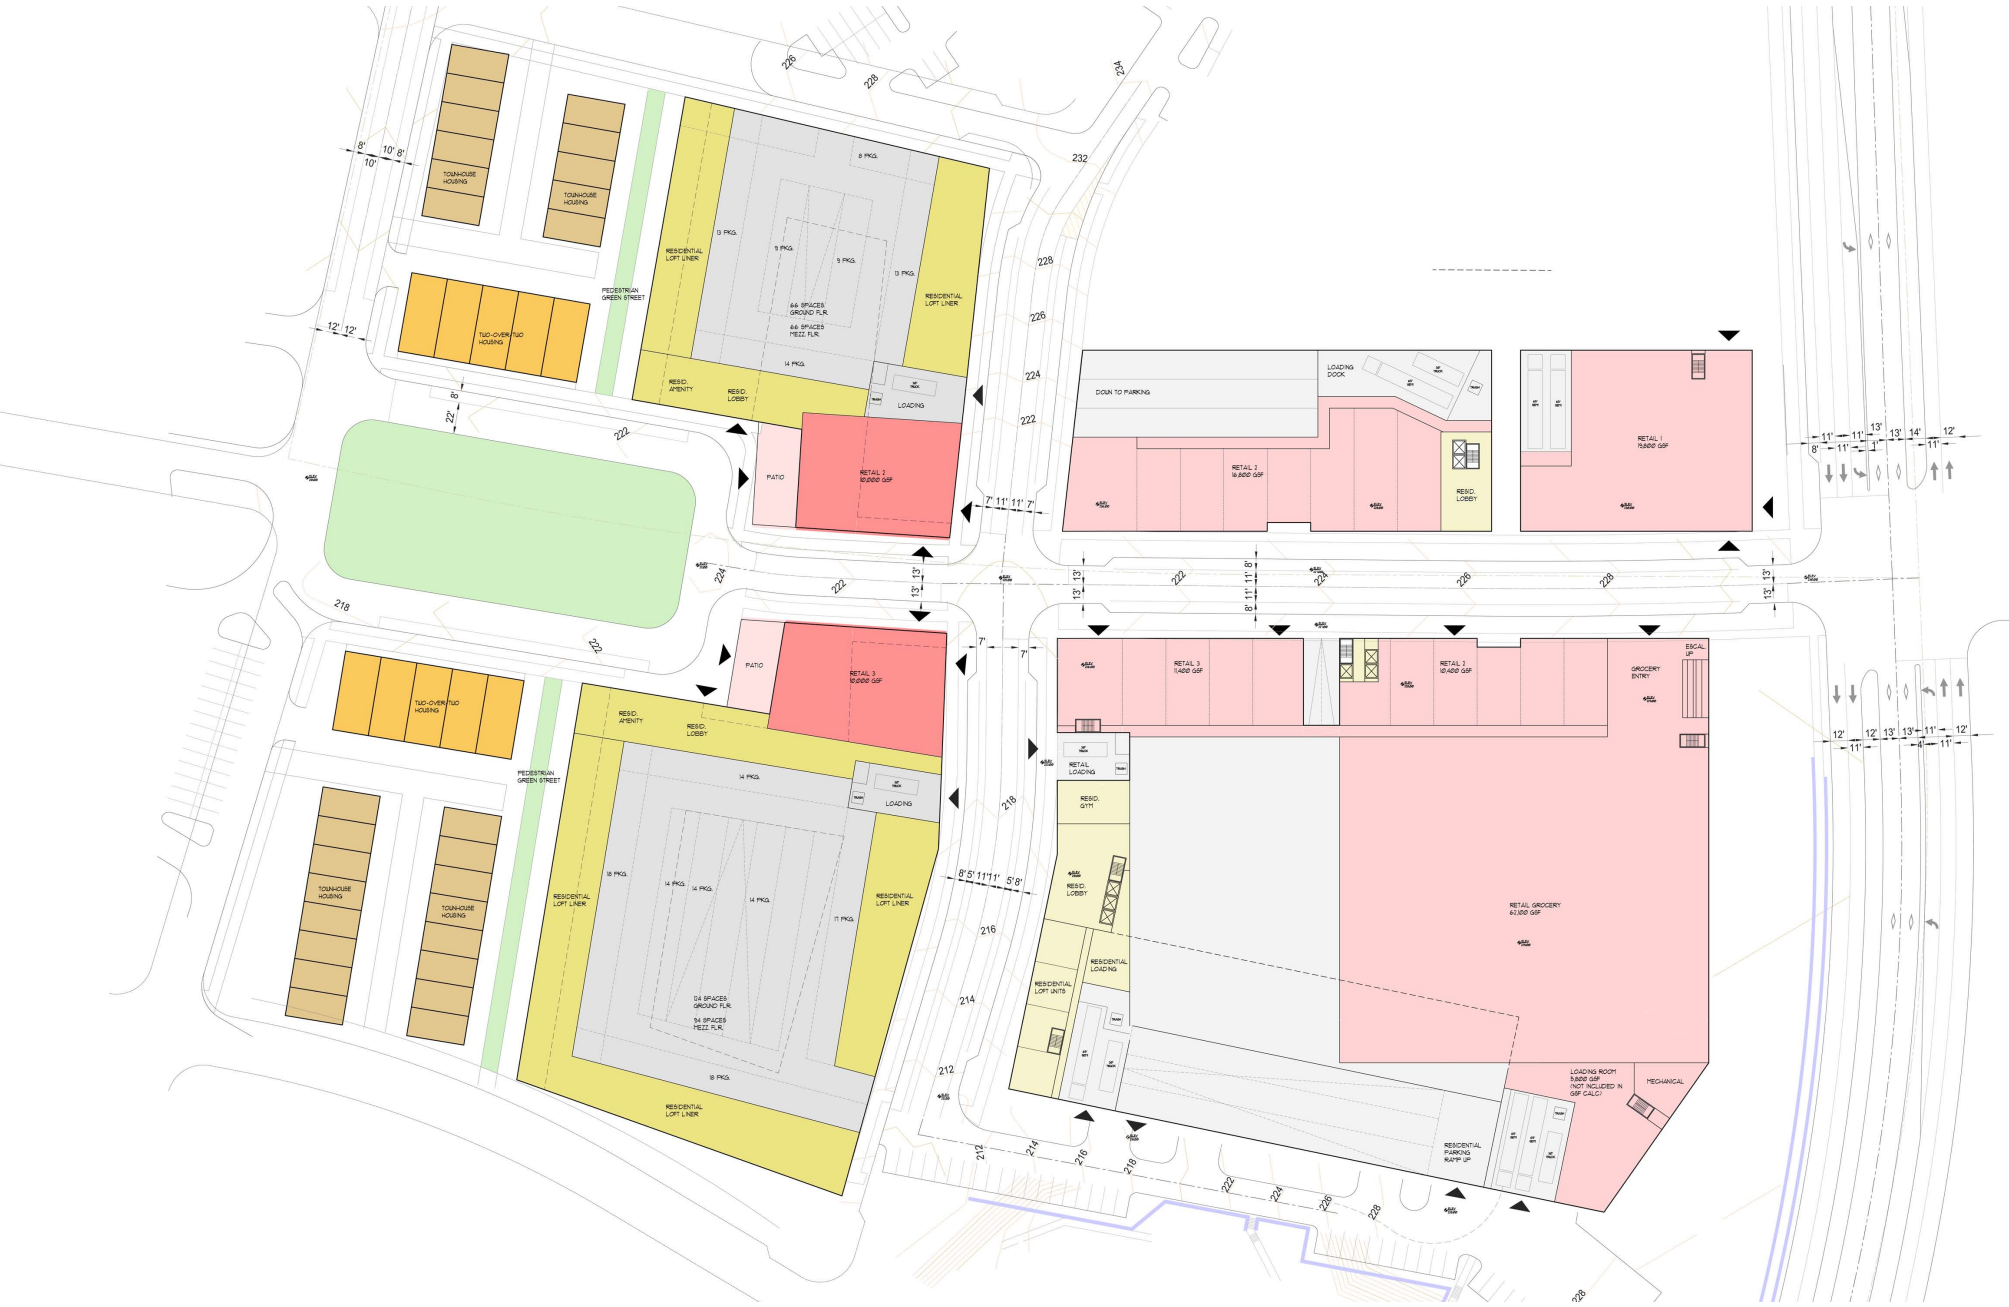 226
228
234
232
8'
10'
10'
8'
TOWNHOUSE
HOUSING
TOWNHOUSE
HOUSING
8 PKG.
13 PKG.
9 PKG.
9 PKG.
13 PKG.
RESIDENTIAL
LOFT LINER
RESIDENTIAL
LOFT LINER
PEDESTRIAN
GREEN STREET
66 SPACES
GROUND FLR.
66 SPACES
MEZZ. FLR.
14 PKG.
12'
12'
TWO-OVER-TWO
HOUSING
RESID.
AMENITY
RESID.
LOBBY
TRASH
LOADING
228
226
224
222
8'
22'
222
PATIO
RETAIL 2
10,000 GSF
7'
11'
11'
7'
DOWN TO PARKING
LOADING
DOCK
TRASH
RETAIL 2
16,800 GSF
RESID.
LOBBY
RETAIL 1
19,800 GSF
8'
11'
11'
11'
13'
1'
13'
14'
11'
12'
218
222
224
222
13'
13'
13'
13'
222
8'
11'
11'
8'
224
226
228
13'
13'
PATIO
RETAIL 3
10,000 GSF
7'
7'
TWO-OVER-TWO
HOUSING
RESID.
AMENITY
RESID.
LOBBY
PEDESTRIAN
GREEN STREET
14 PKG.
TRASH
LOADING
RETAIL 3
11,400 GSF
RETAIL 2
10,400 GSF
GROCERY
ENTRY
ESCAL.
UP
RETAIL
LOADING
TRASH
RESID.
GYM
218
12'
11'
12'
13'
13'
4'
11'
11'
12'
TOWNHOUSE
HOUSING
TOWNHOUSE
HOUSING
RESIDENTIAL
LOFT LINER
18 PKG.
14 PKG.
14 PKG.
14 PKG.
17 PKG.
RESIDENTIAL
LOFT LINER
8'
5'
11'
11'
5'
8'
RESID.
LOBBY
216
RESIDENTIAL
LOADING
RESIDENTIAL
LOFT UNITS
RETAIL GROCERY
62,100 GSF
GROUND FLR.
94 SPACES
MEZZ. FLR.
18 PKG.
214
212
TRASH
RESIDENTIAL
LOFT LINER
LOADING ROOM
5,800 GSF
(NOT INCLUDED IN
GSF CALC)
MECHANICAL
TRASH
RESIDENTIAL
PARKING
RAMP UP
212
214
216
218
222
224
226
228
228